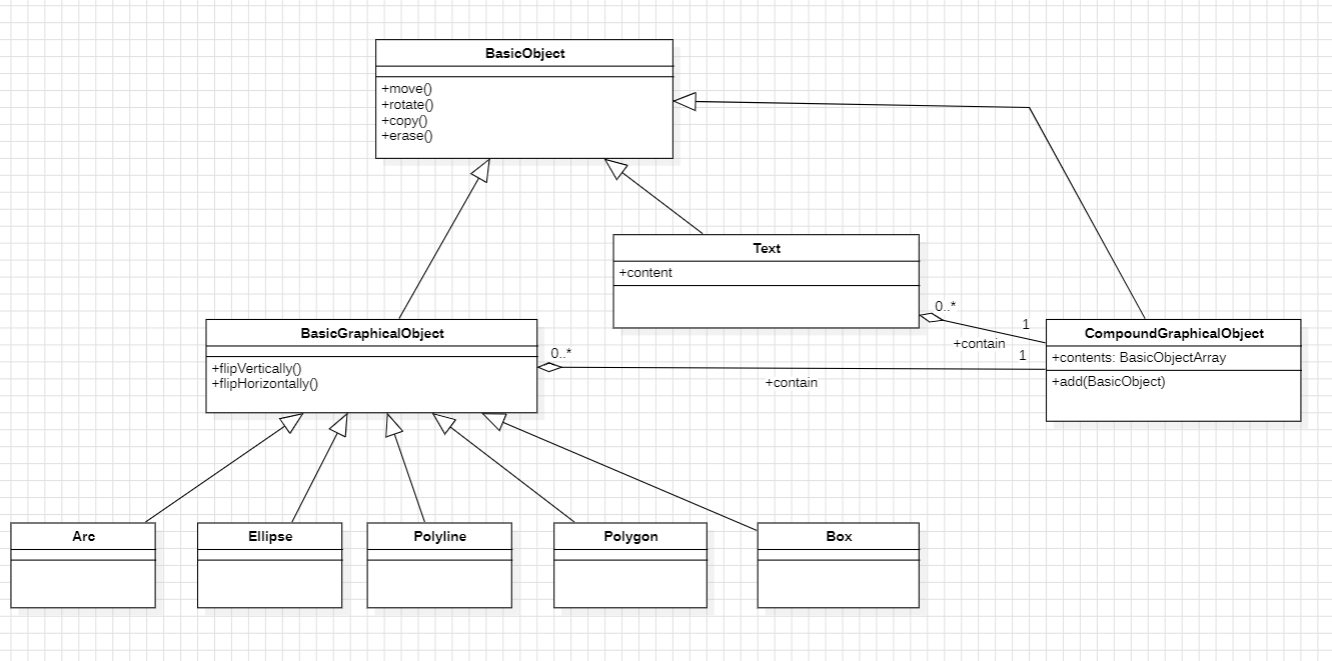 BasicObject
+move()
+rotate()
+copy()
+erase()
Text
+content
0..*
1
+contain
BasicGraphicalObject
+flipVertically()
+flipHorizontally()
0..*
1
+contain
CompoundGraphicalObject
+contents: BasicObjectArray
+add(BasicObject)
Arc
Ellipse
Polyline
Polygon
Box